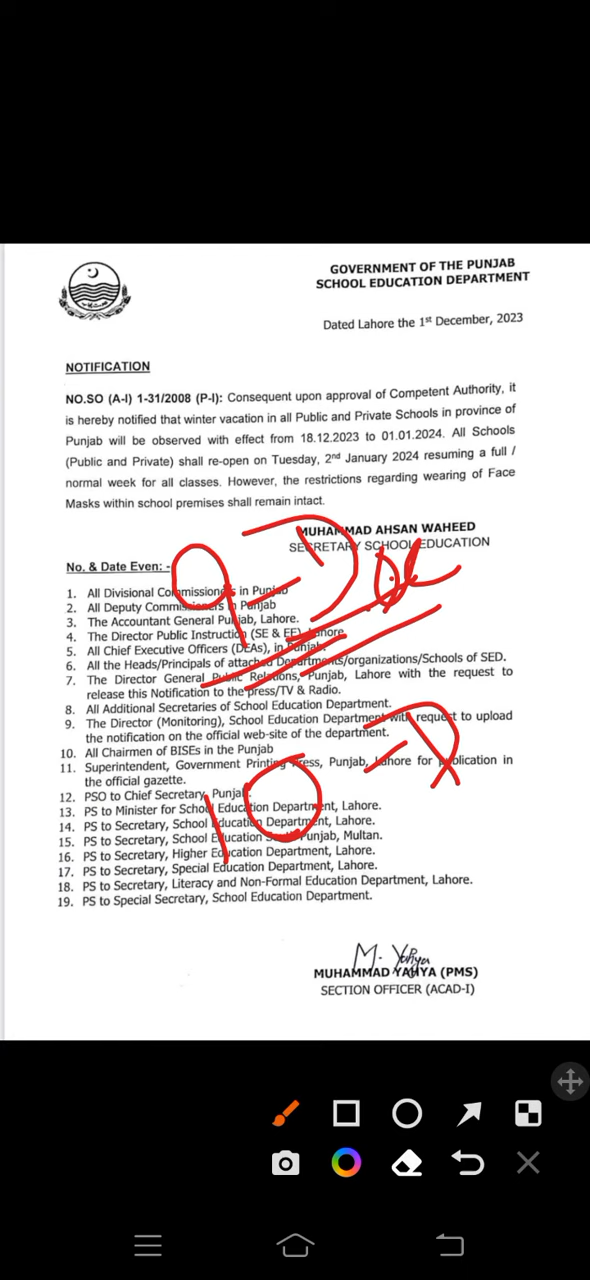 GOVERNMENT OF THE PUNJAB
SCHOOL EDUCATION DEPARTMENT
Dated Lahore the 1st December, 2023
NOTIFICATION
NO.SO (A-I) 1-31/2008 (P-I): Consequent upon approval of Competent Authority, it
is hereby notified that winter vacation in all Public and Private Schools in province of
Punjab will be observed with effect from 18.12.2023 to 01.01.2024. All Schools
(Public and Private) shall re-open on Tuesday, 2nd January 2024 resuming a full /
normal week for all classes. However, the restrictions regarding wearing of Face
Masks within school premises shall remain intact.
MUHAMMAD AHSAN WAHEED
SECRETARY SCHOOL EDUCATION
No. & Date Even: -
9-Dec
1. All Divisional Commissioners in Punjab
2. All Deputy Commissioners in Punjab
3. The Accountant General Punjab, Lahore.
4. The Director Public Instruction (SE & EE) Lahore.
5. All Chief Executive Officers (DEAs), in Punjab.
6. All the Heads/Principals of attached Departments/organizations/Schools of SED.
7. The Director General Public Relations, Punjab, Lahore with the request to
release this Notification to the press/TV & Radio.
8. All Additional Secretaries of School Education Department.
9. The Director (Monitoring), School Education Department with request to upload
the notification on the official web-site of the department.
10. All Chairmen of BISEs in the Punjab
11. Superintendent, Government Printing Press, Punjab, Lahore for publication in
the official gazette.
10-D
12. PSO to Chief Secretary, Punjab.
13. PS to Minister for School Education Department, Lahore.
14. PS to Secretary, School Education Department, Lahore.
15. PS to Secretary, School Education South Punjab, Multan.
16. PS to Secretary, Higher Education Department, Lahore.
17. PS to Secretary, Special Education Department, Lahore.
18. PS to Secretary, Literacy and Non-Formal Education Department, Lahore.
19. PS to Special Secretary, School Education Department.
M. Yahya
MUHAMMAD YAHYA (PMS)
SECTION OFFICER (ACAD-I)